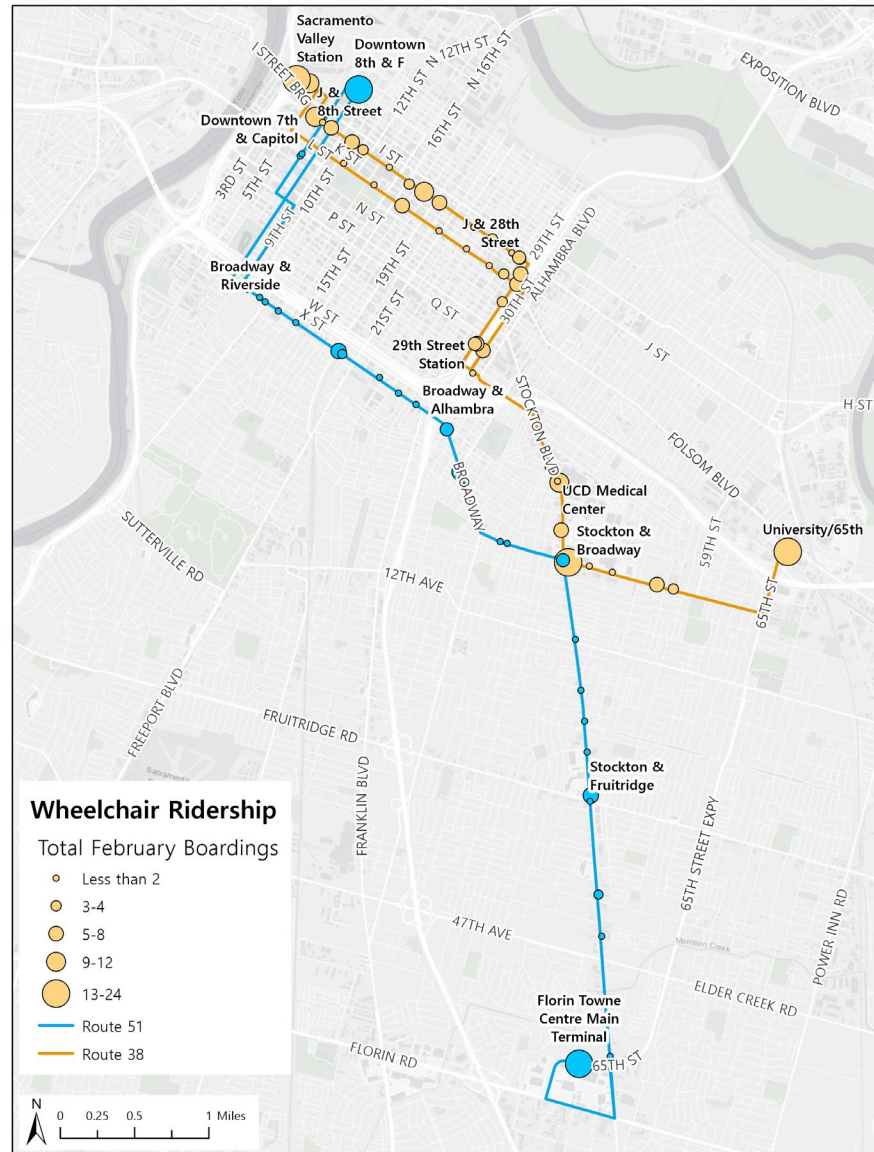 Sacramento
Valley
Station
Downtown
8th & F
N 12TH ST
N 16TH ST
EXPOSITION BLVD
I STREET BRG
12TH ST
J &
8th Street
16TH ST
Downtown 7th
& Capitol
I ST
K ST
L ST
3RD ST
5TH ST
10TH ST
9TH ST
N ST
P ST
J & 28th
Street
29TH ST
ALHAMBRA BLVD
15TH ST
19TH ST
Broadway &
Riverside
30TH ST
Q ST
W ST
X ST
21ST ST
J ST
29th Street
Station
H ST
Broadway &
Alhambra
STOCKTON BLVD
FOLSOM BLVD
BROADWAY
UCD Medical
Center
SUTTERVILLE RD
Stockton &
Broadway
59TH ST
University/65th
12TH AVE
65TH ST
FREEPORT BLVD
FRUITRIDGE RD
Sacramento
Stockton &
Fruitridge
FRANKLIN BLVD
65TH STREET EXPY
POWER INN RD
47TH AVE
Morrison Creek
ELDER CREEK RD
Florin Towne
Centre Main
Terminal
65TH ST
FLORIN RD
Wheelchair Ridership
Total February Boardings
Less than 2
3-4
5-8
9-12
13-24
Route 51
Route 38
N
0 0.25 0.5 1 Miles